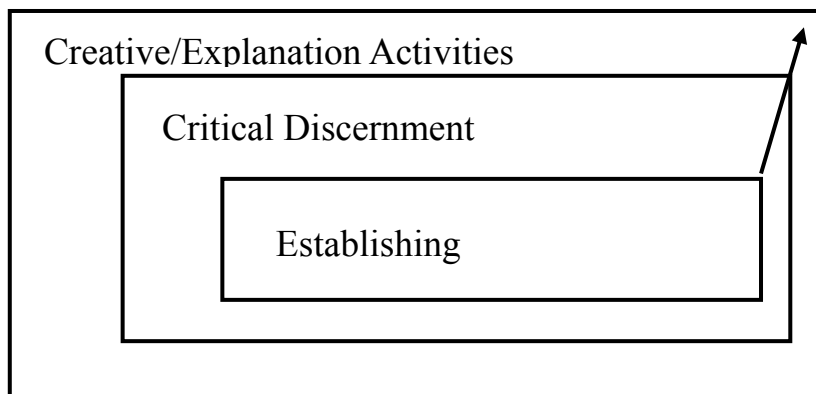 Creative/Explanation Activities
Critical Discernment
Establishing